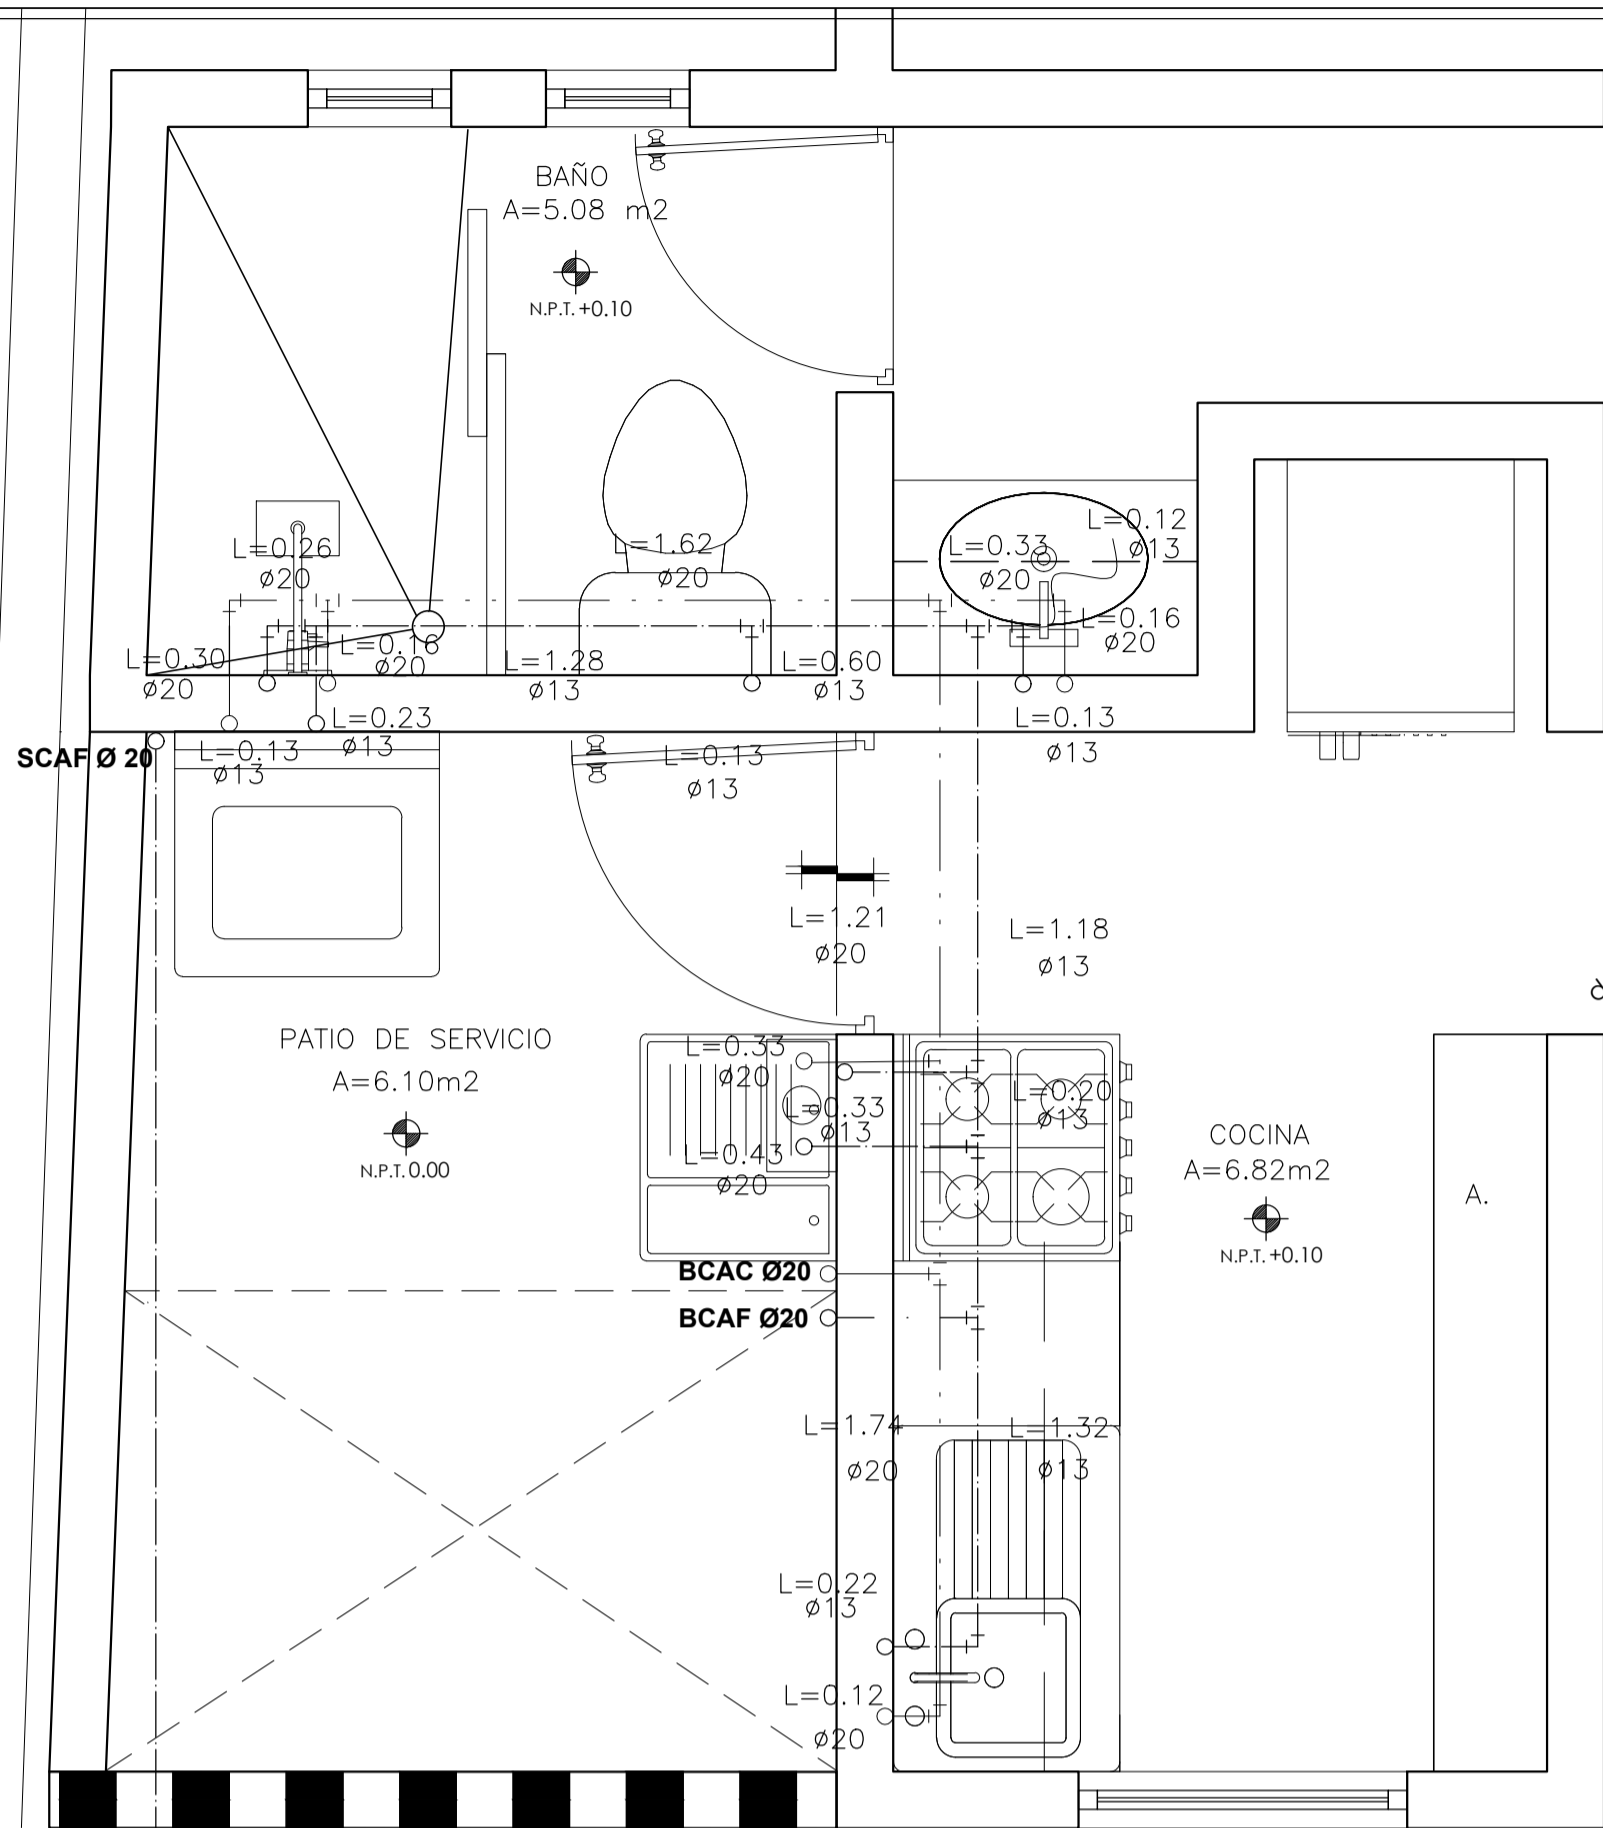 BAÑO
A=5.08 m2
N.P.T. +0.10
L=0.26
ø20
L=1.62
ø20
L=0.33
ø20
L=0.12
ø13
L=0.30
ø20
L=0.16
ø20
L=1.28
ø13
L=0.60
ø13
L=0.16
ø20
L=0.23
ø13
L=0.13
ø13
SCAF Ø 20
L=0.13
ø13
L=0.13
ø13
L=1.21
ø20
L=1.18
ø13
PATIO DE SERVICIO
A=6.10m2
N.P.T. 0.00
L=0.33
ø20
L=0.33
ø13
L=0.20
ø13
L=0.43
ø20
COCINA
A=6.82m2
N.P.T. +0.10
A.
BCAC Ø20
BCAF Ø20
L=1.74
ø20
L=1.32
ø13
L=0.22
ø13
L=0.12
ø20